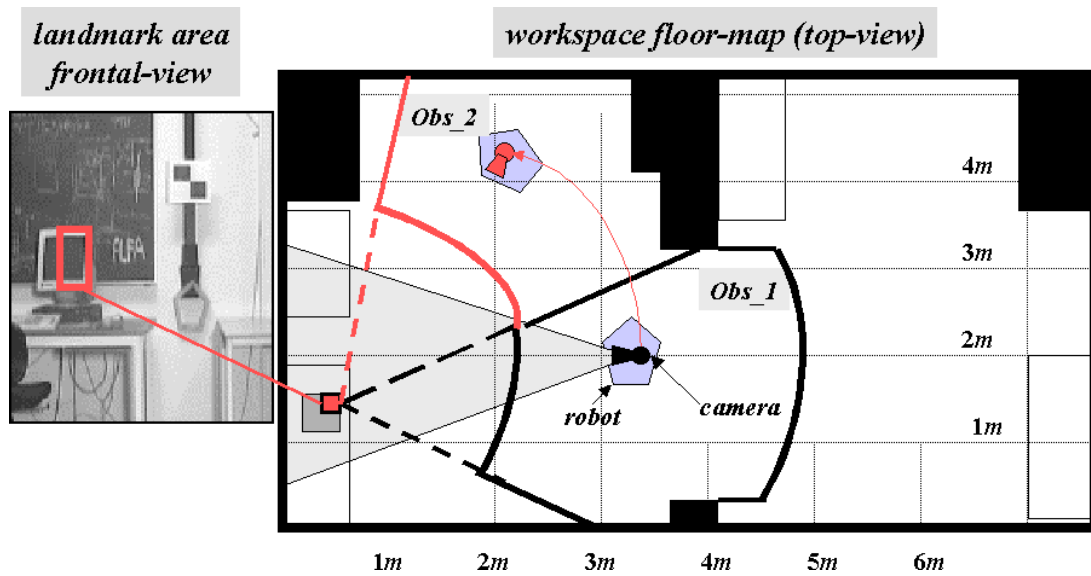 landmark area
frontal-view
workspace floor-map (top-view)
Obs_2
4m
ALFA
3m
Obs_1
2m
robot
camera
1m
1m 2m 3m 4m 5m 6m